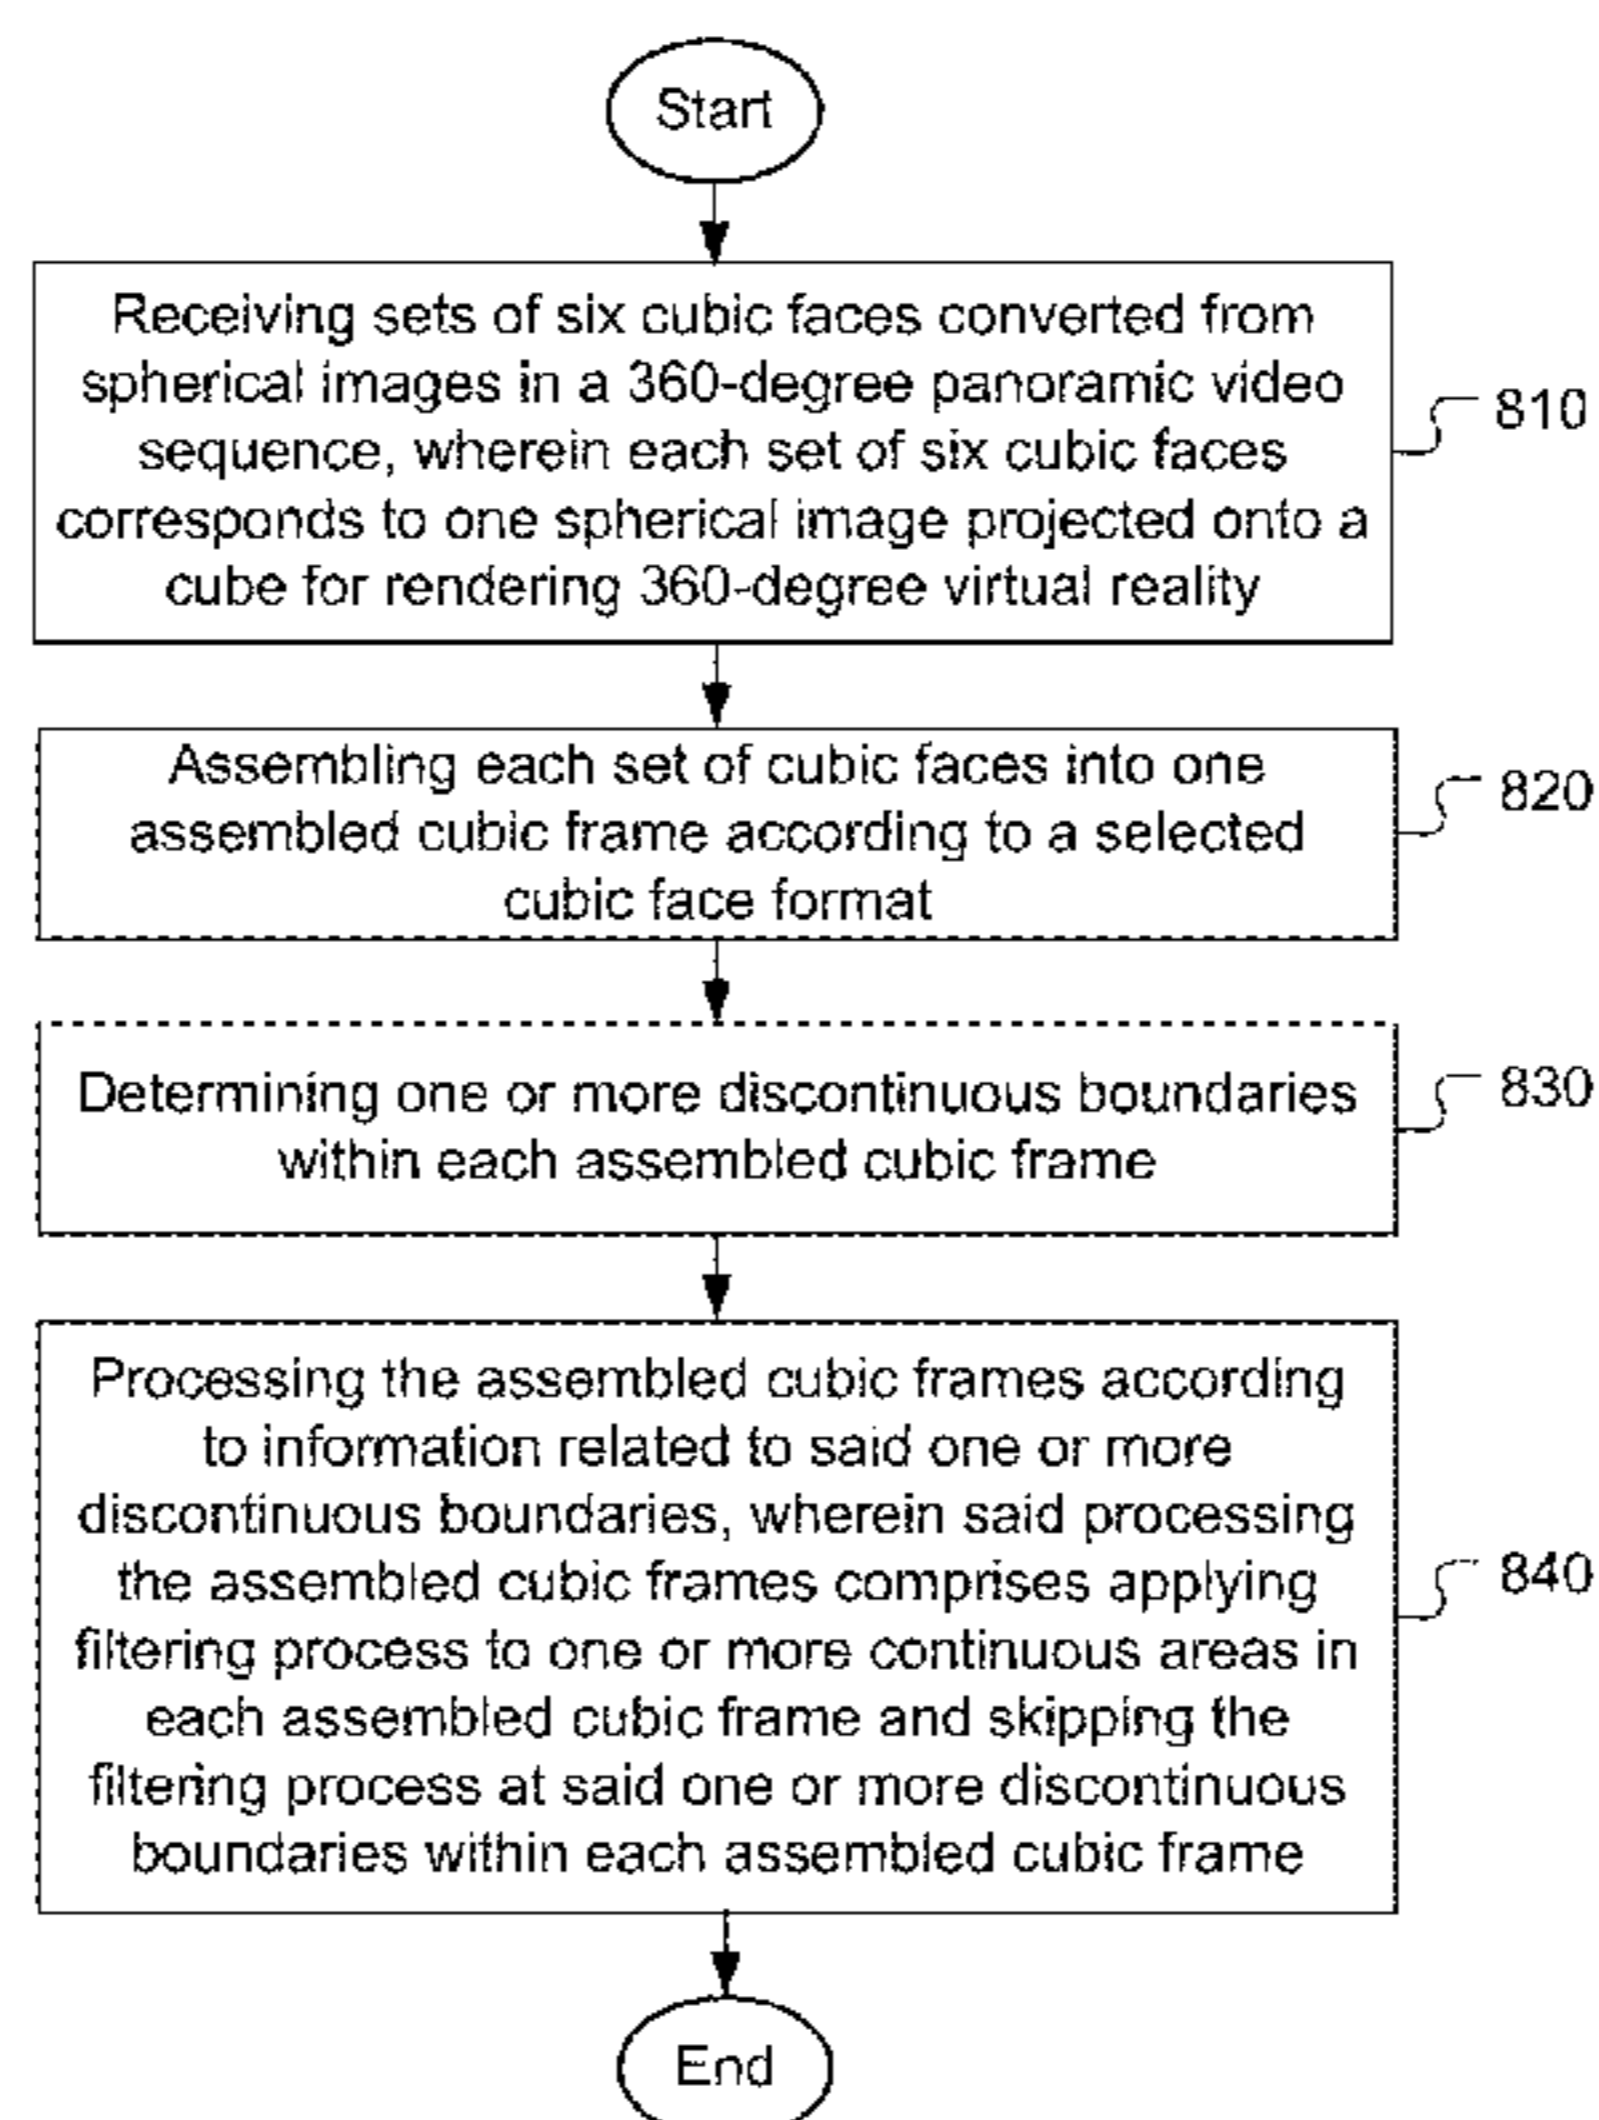 Start
Receiving sets of six cubic faces converted from
spherical images in a 360-degree panoramic video
sequence, wherein each set of six cubic faces
corresponds to one spherical image projected onto a
cube for rendering 360-degree virtual reality
810
Assembling each set of cubic faces into one
assembled cubic frame according to a selected
cubic face format
820
Determining one or more discontinuous boundaries
within each assembled cubic frame
830
Processing the assembled cubic frames according
to information related to said one or more
discontinuous boundaries, wherein said processing
the assembled cubic frames comprises applying
filtering process to one or more continuous areas in
each assembled cubic frame and skipping the
filtering process at said one or more discontinuous
boundaries within each assembled cubic frame
840
End